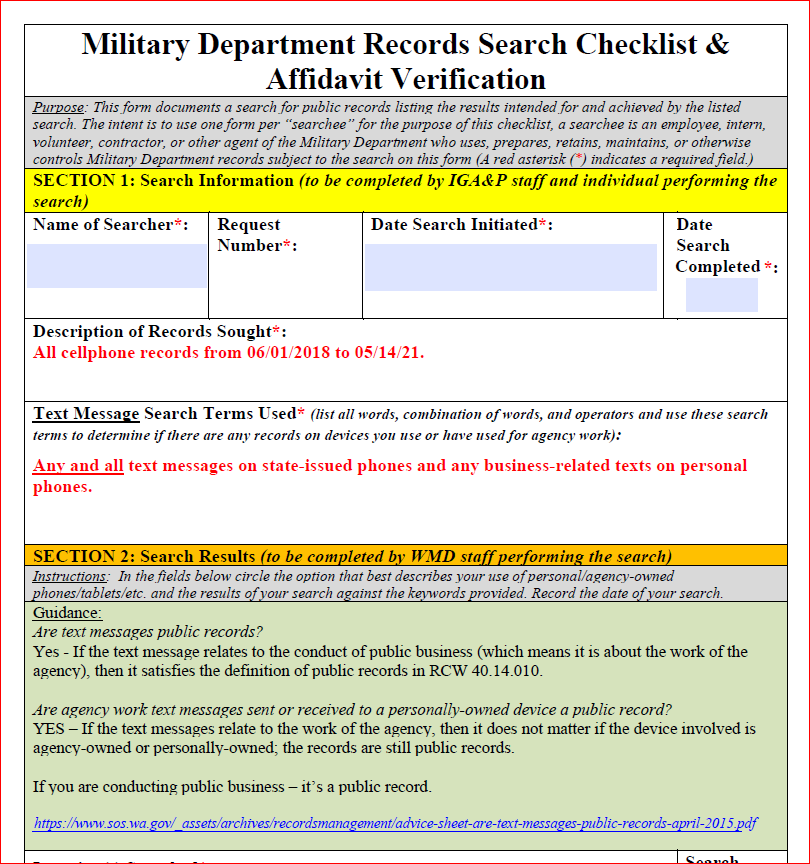 Military Department Records Search Checklist &
Affidavit Verification
Purpose: This form documents a search for public records listing the results intended for and achieved by the listed
search. The intent is to use one form per “searchee” for the purpose of this checklist, a searchee is an employee, intern,
volunteer, contractor, or other agent of the Military Department who uses, prepares, retains, maintains, or otherwise
controls Military Department records subject to the search on this form (A red asterisk (*) indicates a required field.)
SECTION 1: Search Information (to be completed by IGA&P staff and individual performing the
search)
Name of Searcher*:
Request
Number*:
Date Search Initiated*:
Date
Search
Completed *:
Description of Records Sought*:
All cellphone records from 06/01/2018 to 05/14/21.
Text Message Search Terms Used* (list all words, combination of words, and operators and use these search
terms to determine if there are any records on devices you use or have used for agency work):
Any and all text messages on state-issued phones and any business-related texts on personal
phones.
SECTION 2: Search Results (to be completed by WMD staff performing the search)
Instructions: In the fields below circle the option that best describes your use of personal/agency-owned
phones/tablets/etc. and the results of your search against the keywords provided. Record the date of your search.
Guidance:
Are text messages public records?
Yes - If the text message relates to the conduct of public business (which means it is about the work of the
agency), then it satisfies the definition of public records in RCW 40.14.010.
Are agency work text messages sent or received to a personally-owned device a public record?
YES – If the text messages relate to the work of the agency, then it does not matter if the device involved is
agency-owned or personally-owned; the records are still public records.
If you are conducting public business – it’s a public record.
https://www.sos.wa.gov/_assets/archives/recordsmanagement/advice-sheet-are-text-messages-public-records-april-2015.pdf
Search